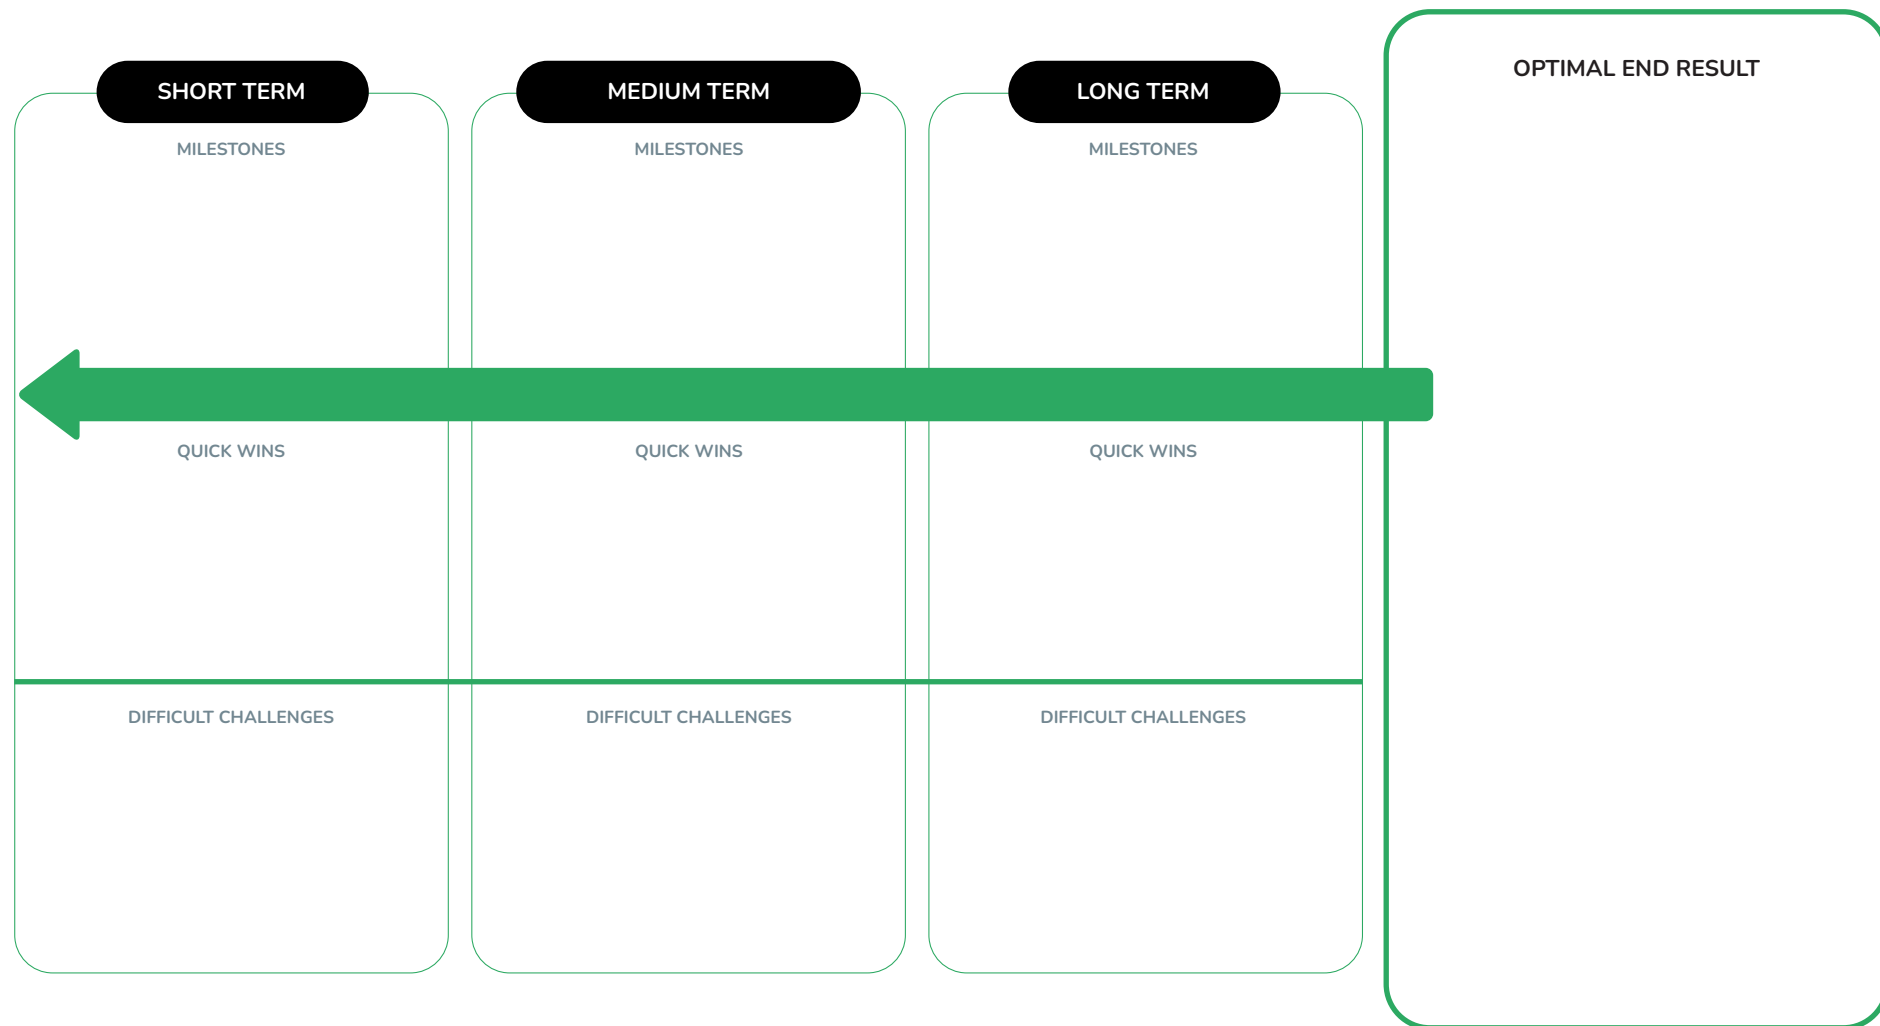 OPTIMAL END RESULT
SHORT TERM
MEDIUM TERM
LONG TERM
MILESTONES
MILESTONES
MILESTONES
QUICK WINS
QUICK WINS
QUICK WINS
DIFFICULT CHALLENGES
DIFFICULT CHALLENGES
DIFFICULT CHALLENGES